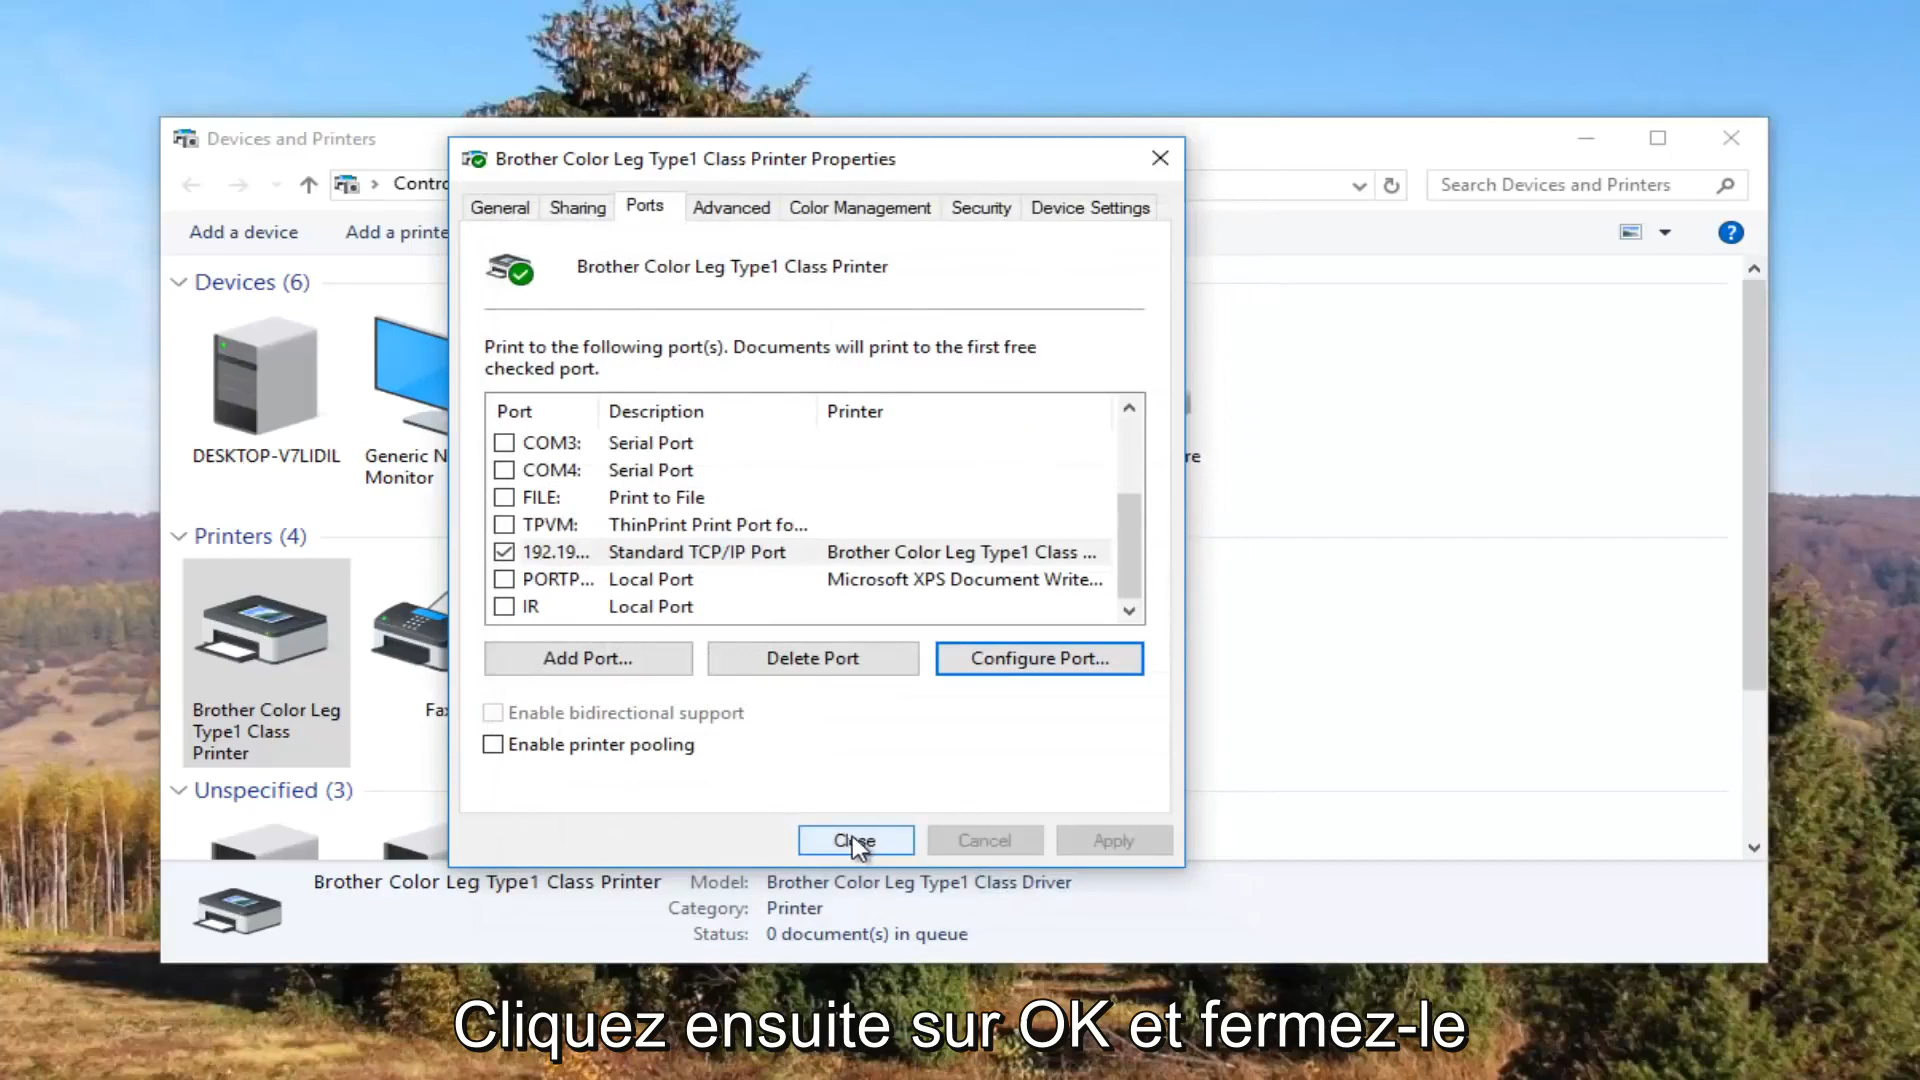 Devices and Printers
Search Devices and Printers
Add a device
Devices (6)
DESKTOP-V7LIDIL
Generic N
Monitor
Printers (4)
Brother Color Leg
Type1 Class
Printer
Unspecified (3)
Brother Color Leg Type1 Class Printer Properties
General Sharing Ports Advanced Color Management Security Device Settings
Brother Color Leg Type1 Class Printer
Print to the following port(s). Documents will print to the first free
checked port.
Port Description Printer
COM3: Serial Port
COM4: Serial Port
FILE: Print to File
TPVM: ThinPrint Print Port fo...
192.19... Standard TCP/IP Port Brother Color Leg Type1 Class ...
PORTP... Local Port Microsoft XPS Document Write...
IR Local Port
Add Port... Delete Port Configure Port...
Enable bidirectional support
Enable printer pooling
Close Cancel Apply
Brother Color Leg Type1 Class Printer
Model: Brother Color Leg Type1 Class Driver
Category: Printer
Status: 0 document(s) in queue
Cliquez ensuite sur OK et fermez-le